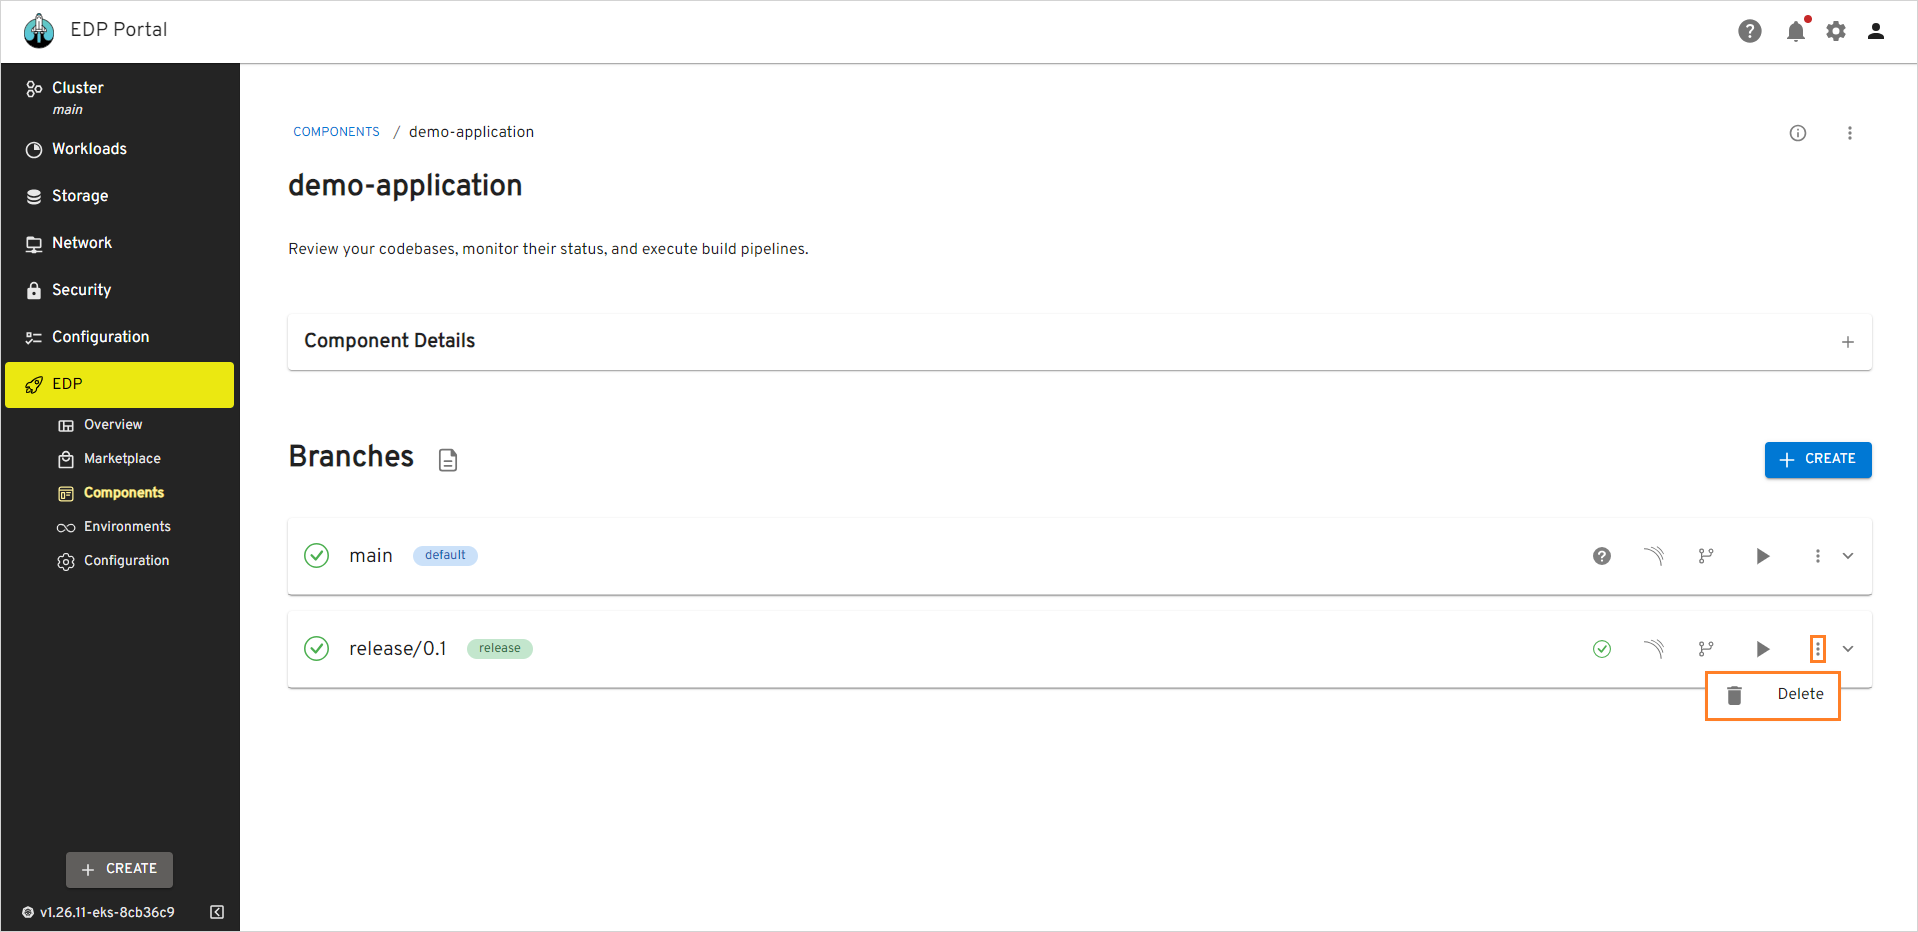 EDP Portal
Cluster
main
Workloads
Storage
Network
Security
Configuration
EDP
Overview
Marketplace
Components
Environments
Configuration
CREATE
v1.26.11-eks-8cb36c9
COMPONENTS / demo-application
demo-application
Review your codebases, monitor their status, and execute build pipelines.
Component Details
Branches
CREATE
main default
release/0.1 release
Delete